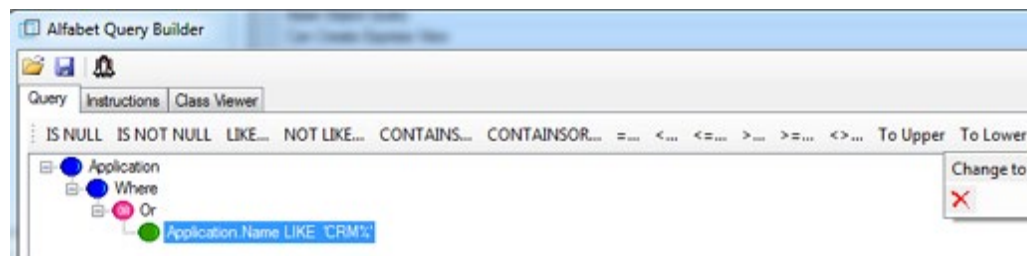 Alfabet Query Builder
Query Instructions Class Viewer
IS NULL IS NOT NULL LIKE... NOT LIKE... CONTAINS... CONTAINSOR... =... <... <=... >... >=... <>... To Upper To Lower
Application
Change to
Where
Or
Application.Name LIKE 'CRM%'